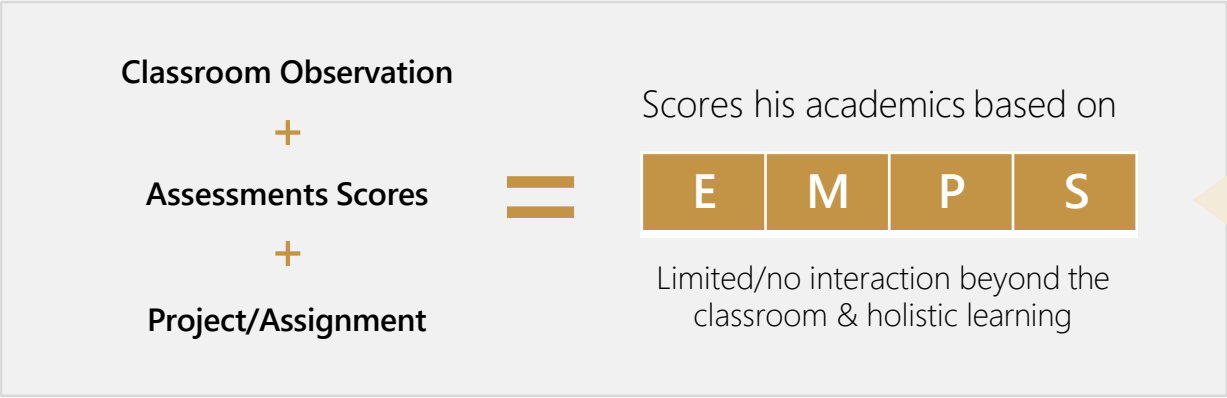 Classroom Observation
+
Assessments Scores
+
Project/Assignment
=
Scores his academics based on
E M P S
Limited/no interaction beyond the
classroom & holistic learning